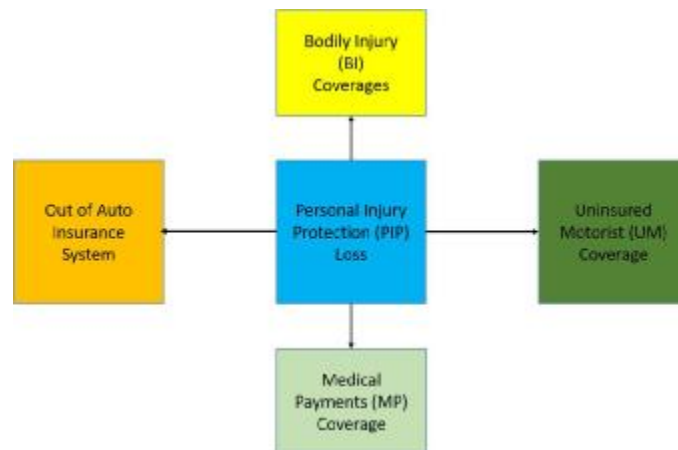 Bodily Injury
(BI)
Coverages
Out of Auto
Insurance
System
Personal Injury
Protection (PIP)
Loss
Uninsured
Motorist (UM)
Coverage
Medical
Payments (MP)
Coverage